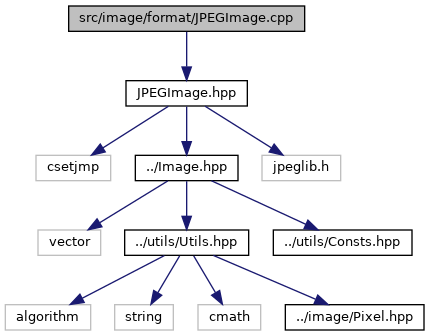 src/image/format/JPEGImage.cpp
JPEGImage.hpp
csetjmp
../Image.hpp
jpeglib.h
vector
../utils/Utils.hpp
../utils/Consts.hpp
algorithm
string
cmath
../image/Pixel.hpp